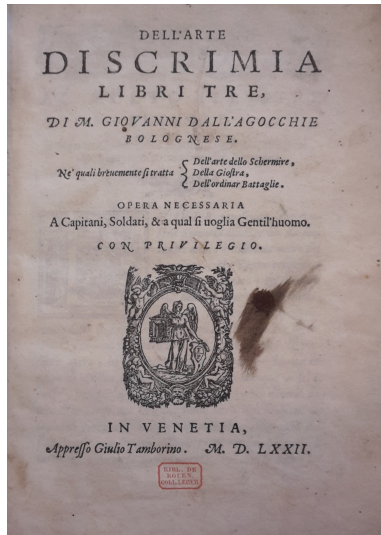 DELL'ARTE
DISCRIMIA
LIBRI TRE,
DI M. GIOVANNI DALL'AGOCCHIE
BOLOGNESE.
Ne' quali breuemente si tratta
Dell'arte dello Schermire,
Della Giostra,
Dell'ordinar Battaglie.
OPERA NECESSARIA
A Capitani, Soldati, & a qual si uoglia Gentil'huomo.
CON PRIVILEGIO.
IN VENETIA,
Appresso Giulio Tamborino. M. D. LXXII.
BIBL. DE